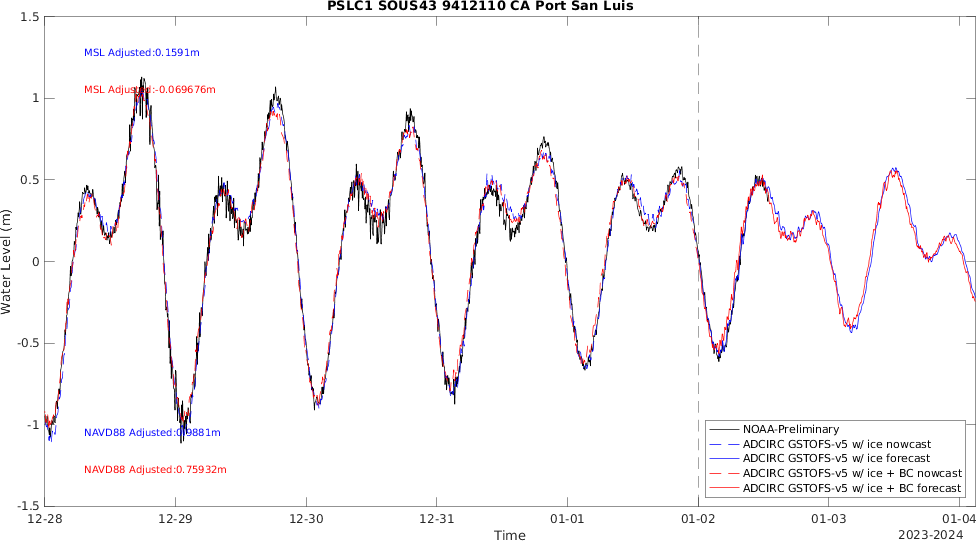 PSLC1 SOUS43 9412110 CA Port San Luis
1.5
MSL Adjusted:0.1591m
1
MSL Adjusted:-0.069676m
0.5
Water Level (m)
0
-0.5
-1
NAVD88 Adjusted:0.9881m
NOAA-Preliminary
ADCIRC GSTOFS-v5 w/ ice nowcast
ADCIRC GSTOFS-v5 w/ ice forecast
NAVD88 Adjusted:0.75932m
ADCIRC GSTOFS-v5 w/ ice + BC nowcast
ADCIRC GSTOFS-v5 w/ ice + BC forecast
-1.5
12-28 12-29 12-30 12-31 01-01 01-02 01-03 01-04
Time
2023-2024